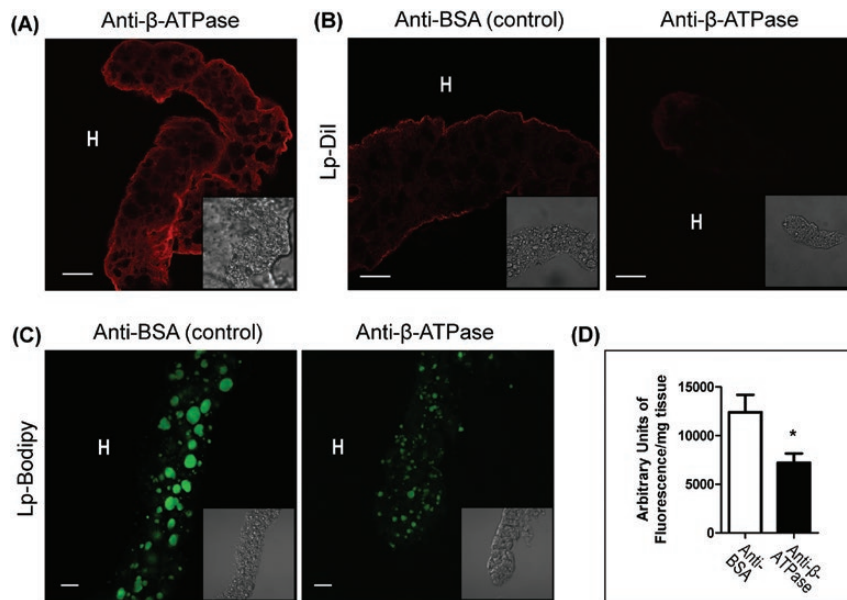 (A)
Anti-β-ATPase
H
(B)
Anti-BSA (control)
Anti-β-ATPase
Lp-DiI
H
H
(C)
Anti-BSA (control)
Anti-β-ATPase
Lp-Bodipy
H
H
(D)
Arbitrary Units of
Fluorescence/mg tissue
15000
10000
5000
0
*
Anti-
BSA
Anti-β-
ATPase